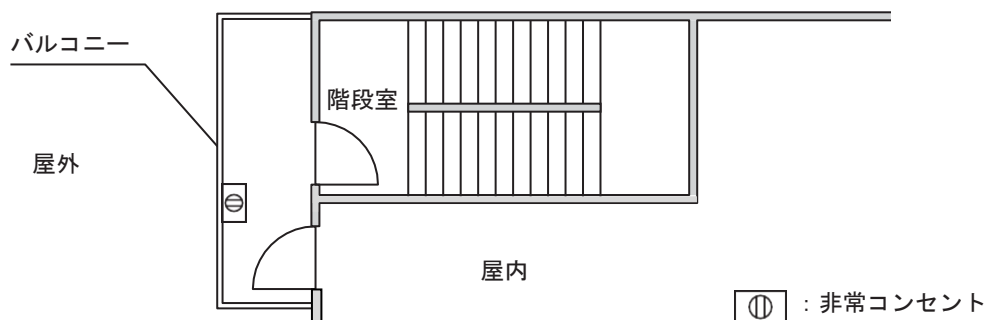 バルコニー
階段室
屋外
屋内
：非常コンセント